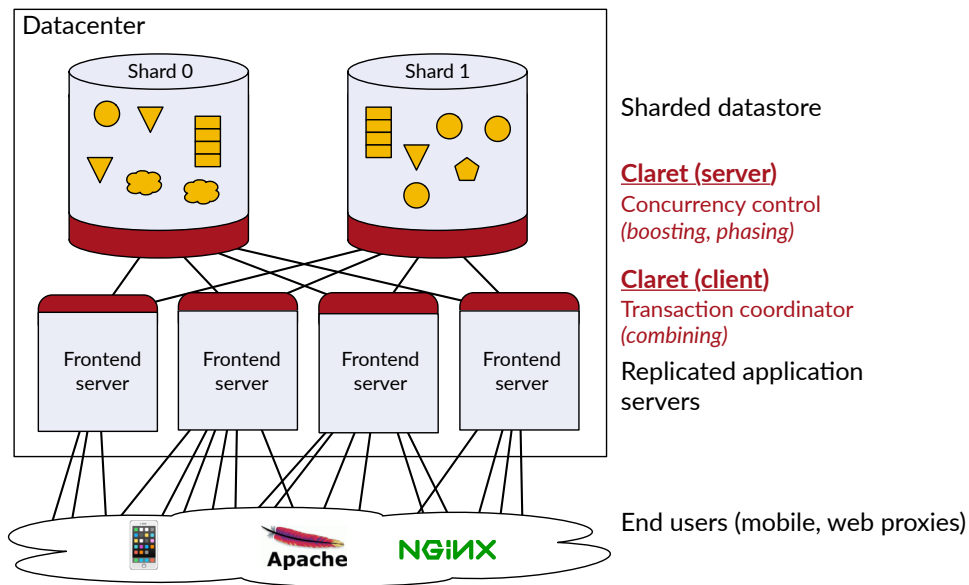 Datacenter
Shard 0
Shard 1
Sharded datastore
Claret (server)
Concurrency control
(boosting, phasing)
Claret (client)
Transaction coordinator
(combining)
Frontend
server
Frontend
server
Frontend
server
Frontend
server
Replicated application
servers
End users (mobile, web proxies)
Apache
NGINX